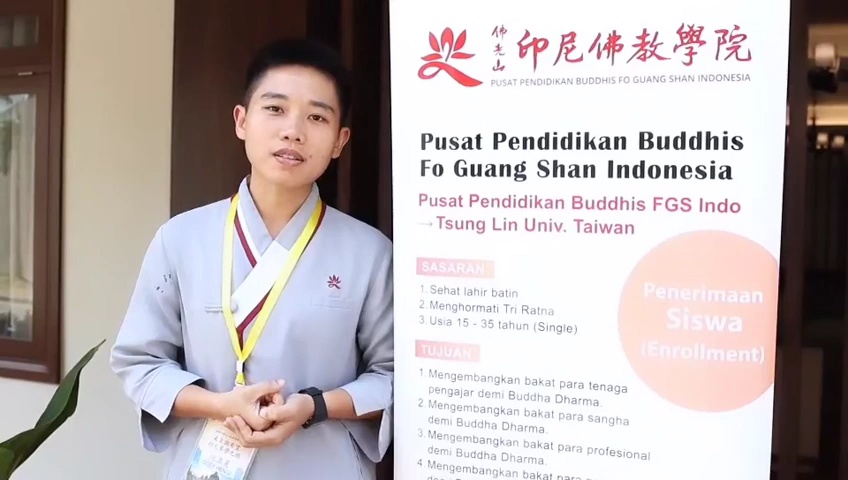 佛光山
印尼佛教學院
PUSAT PENDIDIKAN BUDDHIS FO GUANG SHAN INDONESIA
Pusat Pendidikan Buddhis
Fo Guang Shan Indonesia
Pusat Pendidikan Buddhis FGS Indo
→Tsung Lin Univ. Taiwan
SASARAN
1. Sehat lahir batin
2. Menghormati Tri Ratna
3. Usia 15 - 35 tahun (Single)
Penerimaan
Siswa
(Enrollment)
TUJUAN
1. Mengembangkan bakat para tenaga
pengajar demi Buddha Dharma.
2. Mengembangkan bakat para sangha
demi Buddha Dharma.
3. Mengembangkan bakat para profesional
demi Buddha Dharma.
4. Mengembangkan bakat para